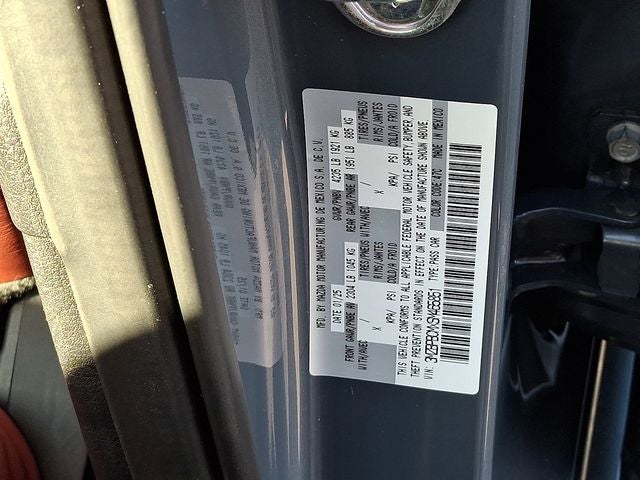 MFD. BY MAZDA MOTOR MANUFACTURING DE MEXICO S.A. DE C.V.
DATE 01/25 GVWR/PNBV 4235 LB 1921 KG
FRONT GAWR/PNBE AV 2304 LB 1045 KG REAR GAWR/PNBE AR 1951 LB 885 KG
WITH/AVEC TIRES/PNEUS WITH/AVEC TIRES/PNEUS
/ X RIMS/JANTES / X RIMS/JANTES
KPA/ PSI COLD/A FROID KPA/ PSI COLD/A FROID
THIS VEHICLE CONFORMS TO ALL APPLICABLE FEDERAL MOTOR VEHICLE SAFETY, BUMPER AND
THEFT PREVENTION STANDARDS IN EFFECT ON THE DATE OF MANUFACTURE SHOWN ABOVE.
VIN: TYPE: PASS CAR COLOR CODE: 47C MADE IN MEXICO